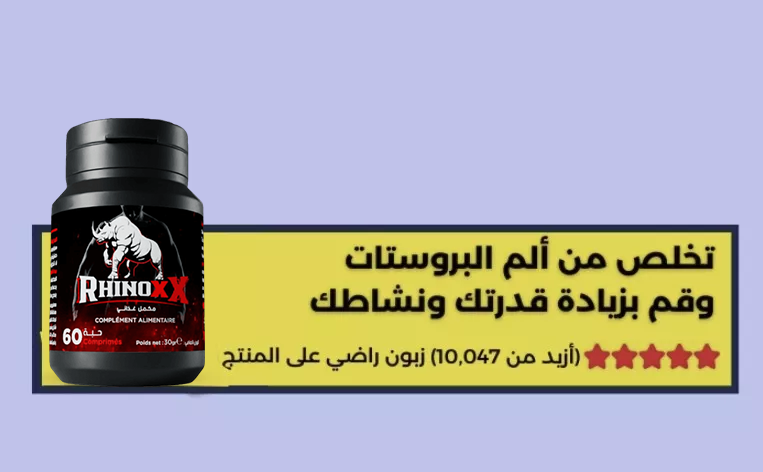 تخلص من ألم البروستات
وقم بزيادة قدرتك ونشاطك
(أزيد من 10,047) زبون راضي على المنتج
RHINOXX
مكمل غذائي
COMPLÉMENT ALIMENTAIRE
60 حبة
Comprimés
Poids net : 30gr ℮